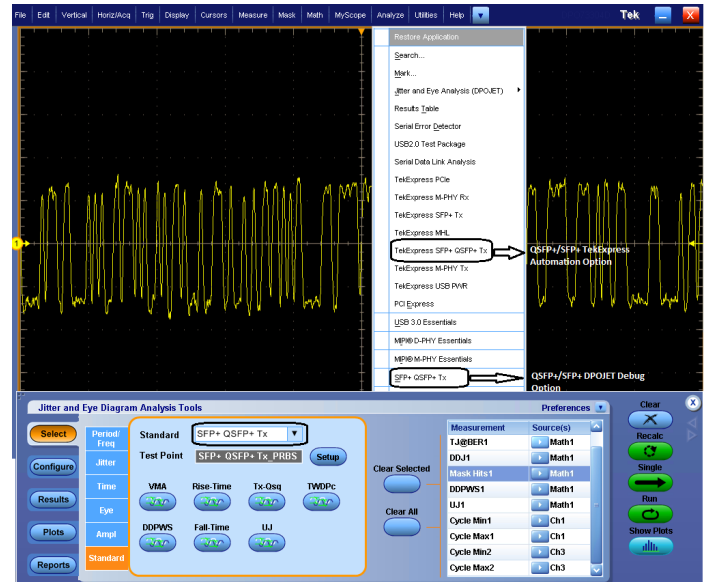 File Edit Vertical Horiz/Acq Trig Display Cursors Measure Mask Math MyScope Analyze Utilities Help Tek X
Restore Application
Search...
Mark...
Jitter and Eye Analysis (DPOJET)
Results Table
Serial Error Detector
USB2.0 Test Package
Serial Data Link Analysis
TekExpress PCIe
TekExpress M-PHY Rx
TekExpress SFP+ Tx
TekExpress MHL
TekExpress SFP+ QSFP+ Tx
QSFP+/SFP+ TekExpress
Automation Option
TekExpress M-PHY Tx
TekExpress USB PWR
PCI Express
USB 3.0 Essentials
MIPI® D-PHY Essentials
MIPI® M-PHY Essentials
SFP+ QSFP+ Tx
QSFP+/SFP+ DPOJET Debug
Option
1
Jitter and Eye Diagram Analysis Tools
Preferences
Clear
X
Select
Configure
Results
Plots
Reports
Period/
Freq
Jitter
Time
Eye
Ampl
Standard
Standard SFP+ QSFP+ Tx
Test Point SFP+ QSFP+ Tx_PRBS Setup
VMA Rise-Time Tx-Qsq TWDPc
DDPWS Fall-Time UJ
Clear Selected
Clear All
Measurement Source(s)
TJ@BER1 Math1
DDJ1 Math1
Mask Hits1 Math1
DDPWS1 Math1
UJ1 Math1
Cycle Min1 Ch1
Cycle Max1 Ch1
Cycle Min2 Ch3
Cycle Max2 Ch3
Recalc
Single
Run
Show Plots